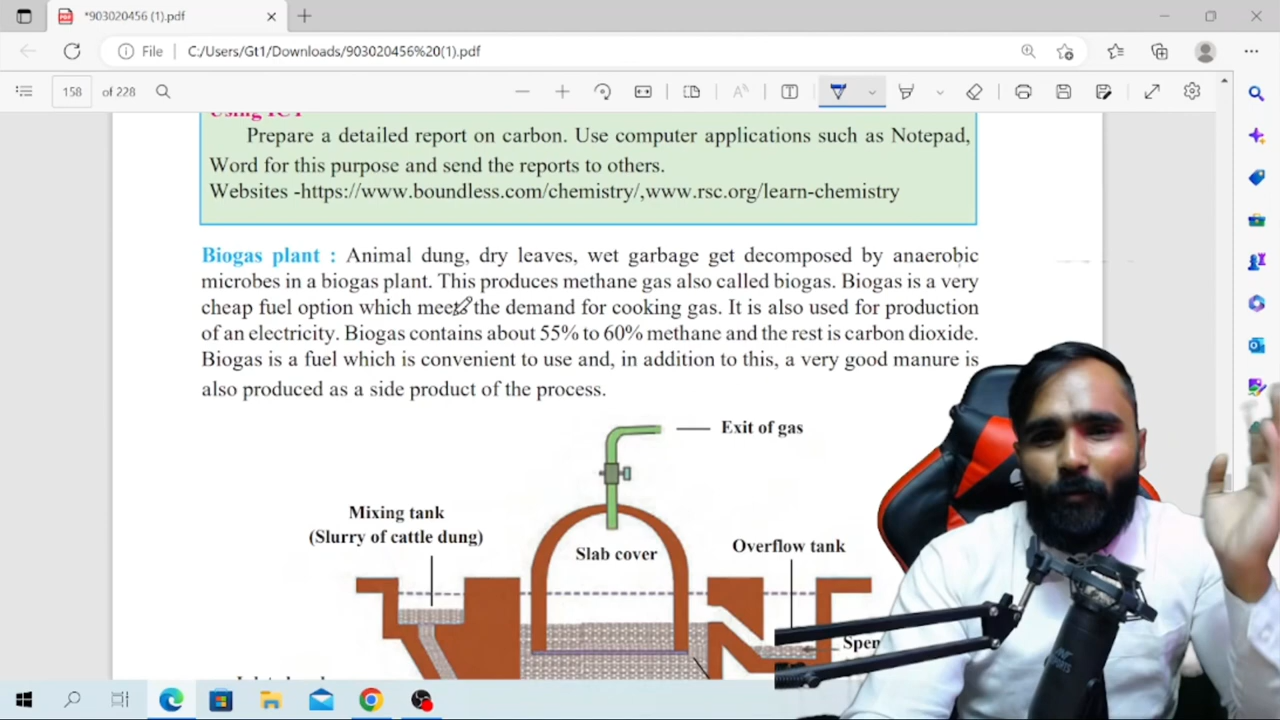 *903020456 (1).pdf
File
C:/Users/Gt1/Downloads/903020456%20(1).pdf
158 of 228
Using ICT
Prepare a detailed report on carbon. Use computer applications such as Notepad,
Word for this purpose and send the reports to others.
Websites -https://www.boundless.com/chemistry/,www.rsc.org/learn-chemistry
Biogas plant : Animal dung, dry leaves, wet garbage get decomposed by anaerobic
microbes in a biogas plant. This produces methane gas also called biogas. Biogas is a very
cheap fuel option which meets the demand for cooking gas. It is also used for production
of an electricity. Biogas contains about 55% to 60% methane and the rest is carbon dioxide.
Biogas is a fuel which is convenient to use and, in addition to this, a very good manure is
also produced as a side product of the process.
Exit of gas
Mixing tank
(Slurry of cattle dung)
Slab cover
Overflow tank